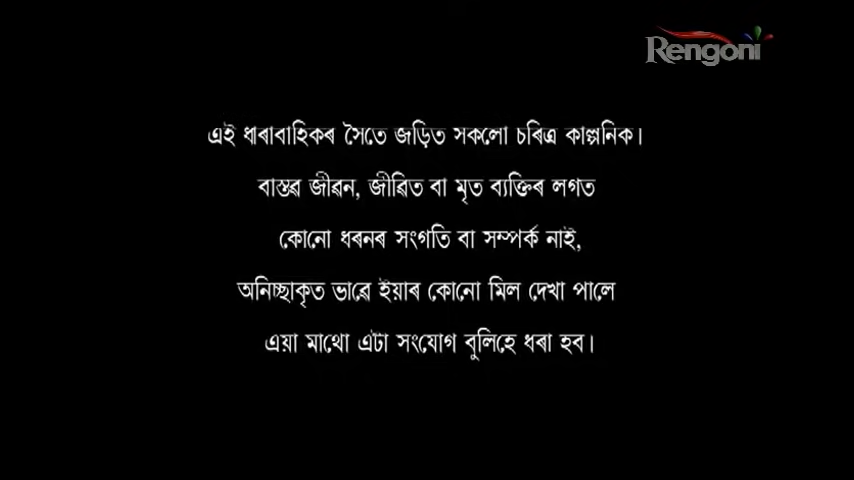 Rengoni
এই ধাৰাবাহিকৰ সৈতে জড়িত সকলো চৰিত্ৰ কাল্পনিক।
বাস্তৱ জীৱন, জীৱিত বা মৃত ব্যক্তিৰ লগত
কোনো ধৰনৰ সংগতি বা সম্পৰ্ক নাই,
অনিচ্ছাকৃত ভাৱে ইয়াৰ কোনো মিল দেখা পালে
এয়া মাথো এটা সংযোগ বুলিহে ধৰা হব।